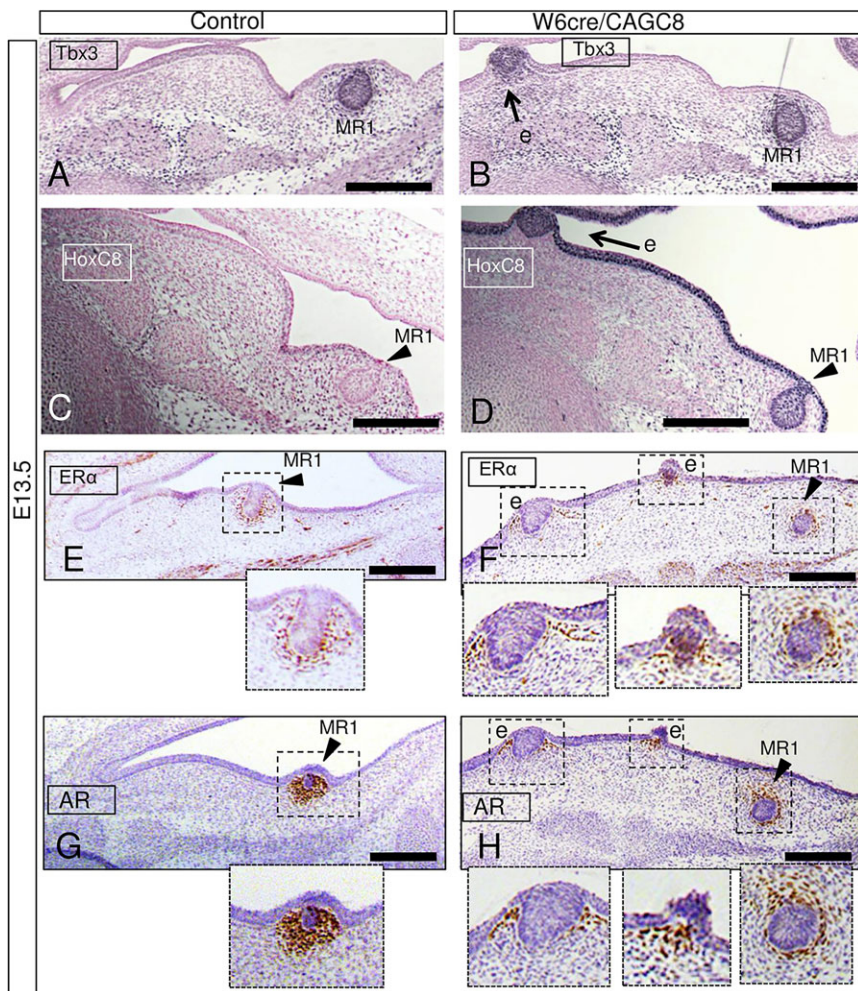 Control
W6cre/CAGC8
E13.5
Tbx3
MR1
A
Tbx3
e
MR1
B
HoxC8
MR1
C
e
HoxC8
MR1
D
ERα
MR1
E
ERα
e
e
MR1
F
MR1
AR
G
e
e
MR1
AR
H